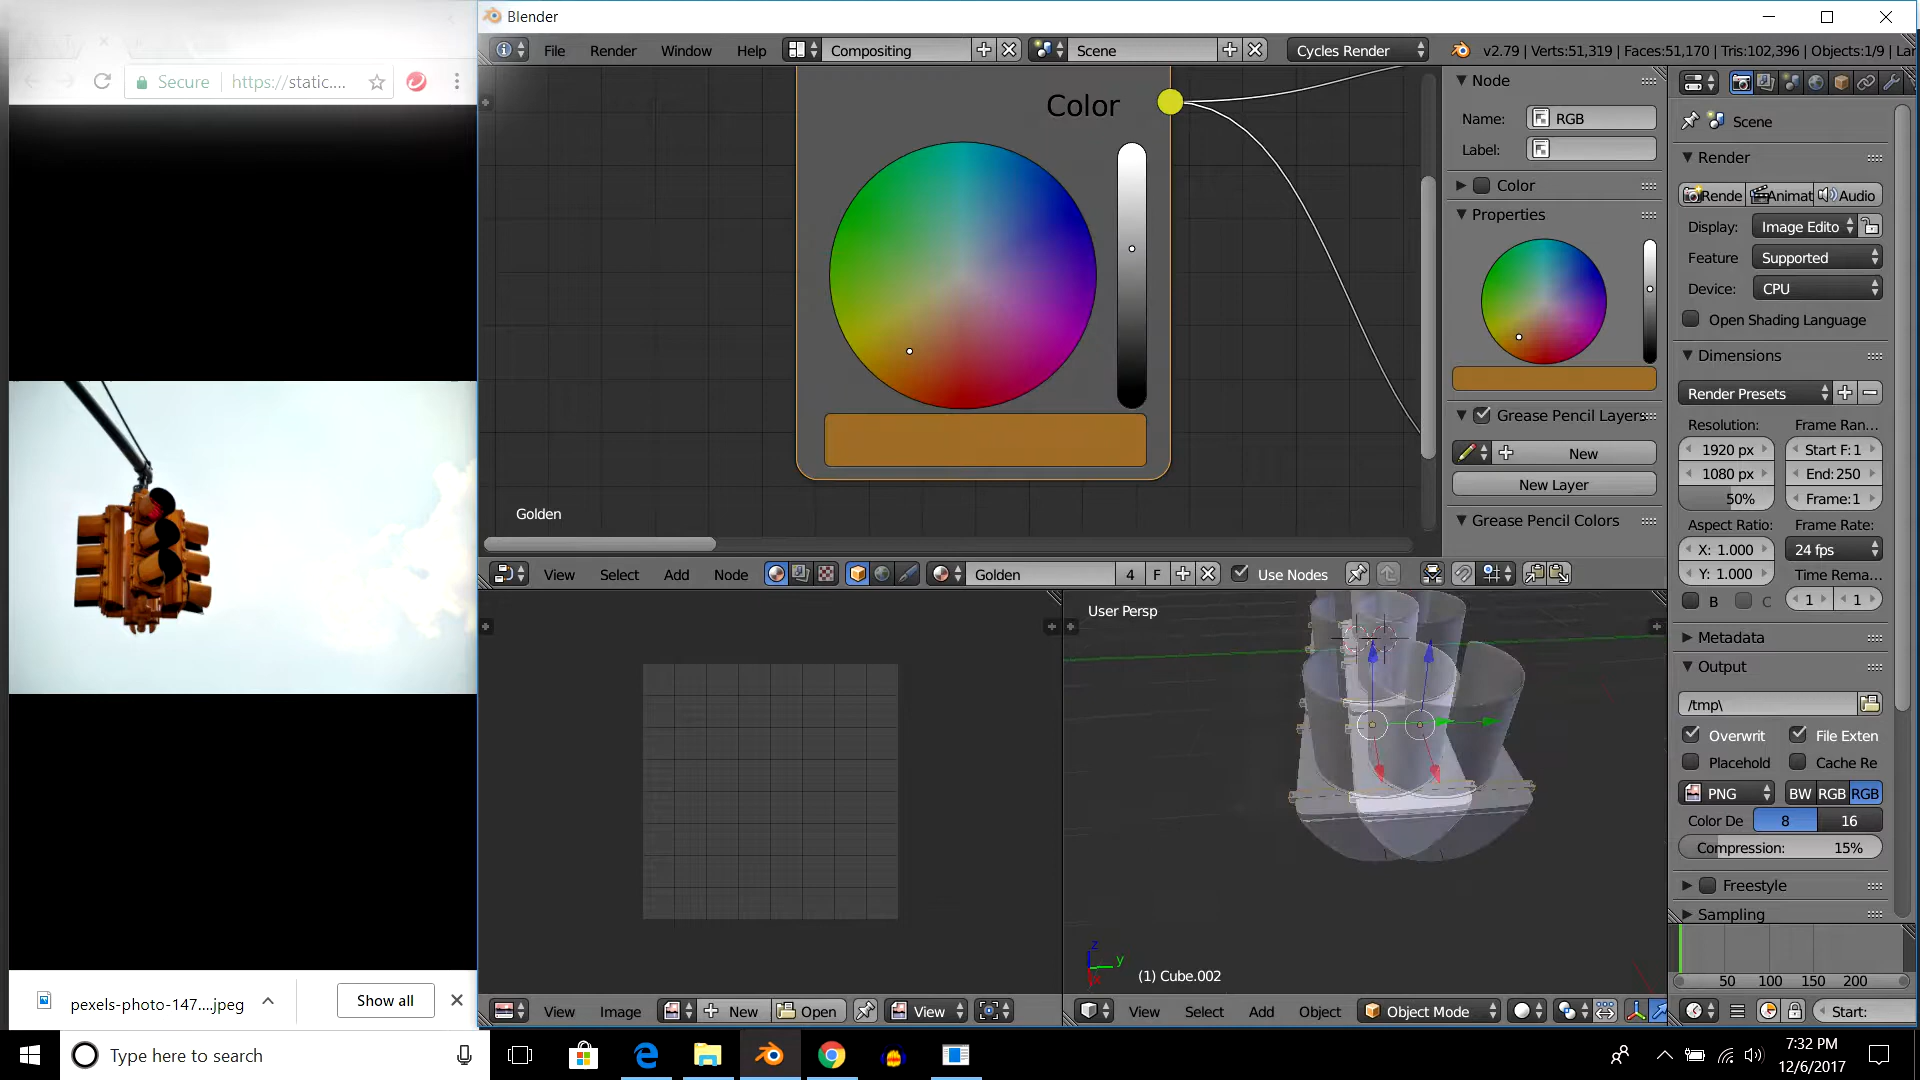 Blender
File Render Window Help Compositing Scene Cycles Render v2.79 | Verts:51,319 | Faces:51,170 | Tris:102,396 | Objects:1/9 | Lar
Secure https://static....
Color
Golden
Node
Name: RGB
Label:
Color
Properties
Grease Pencil Layers
New
New Layer
Grease Pencil Colors
Scene
Render
Rende Animat Audio
Display: Image Edito
Feature Supported
Device: CPU
Open Shading Language
Dimensions
Render Presets
Resolution: Frame Ran...
1920 px Start F: 1
1080 px End: 250
50% Frame: 1
Aspect Ratio: Frame Rate:
X: 1.000 24 fps
Y: 1.000 Time Rema...
B C 1 1
Metadata
Output
/tmp\
Overwrit File Exten
Placehold Cache Re
PNG BW RGB RGB
Color De 8 16
Compression: 15%
Freestyle
Sampling
View Select Add Node Golden 4 F Use Nodes
User Persp
z
y
x
(1) Cube.002
50 100 150 200
View Image New Open View
View Select Add Object Object Mode
Start:
pexels-photo-147....jpeg Show all
Type here to search
7:32 PM
12/6/2017